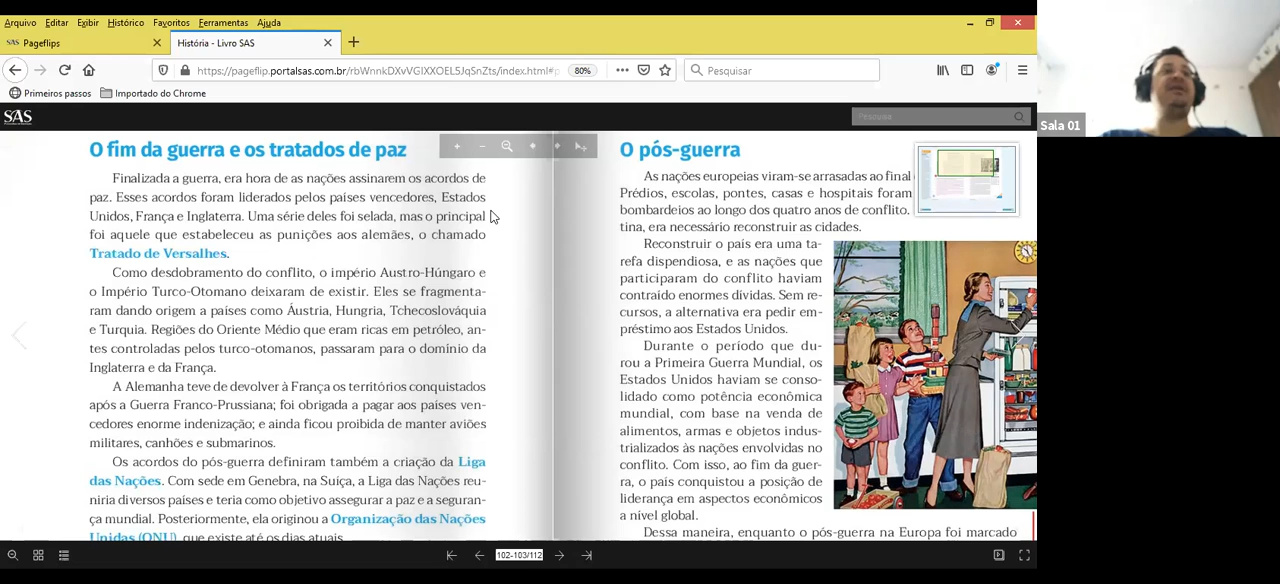 Arquivo Editar Exibir Histórico Favoritos Ferramentas Ajuda
SAS Pageflips
História - Livro SAS
https://pageflip.portalsas.com.br/rbWnnkDXvVGIXXOEL5JqSnZts/index.html#p
80%
Pesquisar
Primeiros passos
Importado do Chrome
SAS
Pesquisa
Sala 01
O fim da guerra e os tratados de paz
Finalizada a guerra, era hora de as nações assinarem os acordos de
paz. Esses acordos foram liderados pelos países vencedores, Estados
Unidos, França e Inglaterra. Uma série deles foi selada, mas o principal
foi aquele que estabeleceu as punições aos alemães, o chamado
Tratado de Versalhes.
Como desdobramento do conflito, o império Austro-Húngaro e
o Império Turco-Otomano deixaram de existir. Eles se fragmenta-
ram dando origem a países como Áustria, Hungria, Tchecoslováquia
e Turquia. Regiões do Oriente Médio que eram ricas em petróleo, an-
tes controladas pelos turco-otomanos, passaram para o domínio da
Inglaterra e da França.
A Alemanha teve de devolver à França os territórios conquistados
após a Guerra Franco-Prussiana; foi obrigada a pagar aos países ven-
cedores enorme indenização; e ainda ficou proibida de manter aviões
militares, canhões e submarinos.
Os acordos do pós-guerra definiram também a criação da Liga
das Nações. Com sede em Genebra, na Suíça, a Liga das Nações reu-
niria diversos países e teria como objetivo assegurar a paz e a seguran-
ça mundial. Posteriormente, ela originou a Organização das Nações
Unidas (ONU), que existe até os dias atuais.
O pós-guerra
As nações europeias viram-se arrasadas ao final
Prédios, escolas, pontes, casas e hospitais foram
bombardeios ao longo dos quatro anos de conflito.
tina, era necessário reconstruir as cidades.
Reconstruir o país era uma ta-
refa dispendiosa, e as nações que
participaram do conflito haviam
contraído enormes dívidas. Sem re-
cursos, a alternativa era pedir em-
préstimo aos Estados Unidos.
Durante o período que du-
rou a Primeira Guerra Mundial, os
Estados Unidos haviam se conso-
lidado como potência econômica
mundial, com base na venda de
alimentos, armas e objetos indus-
trializados às nações envolvidas no
conflito. Com isso, ao fim da guer-
ra, o país conquistou a posição de
liderança em aspectos econômicos
a nível global.
Dessa maneira, enquanto o pós-guerra na Europa foi marcado
102-103/112